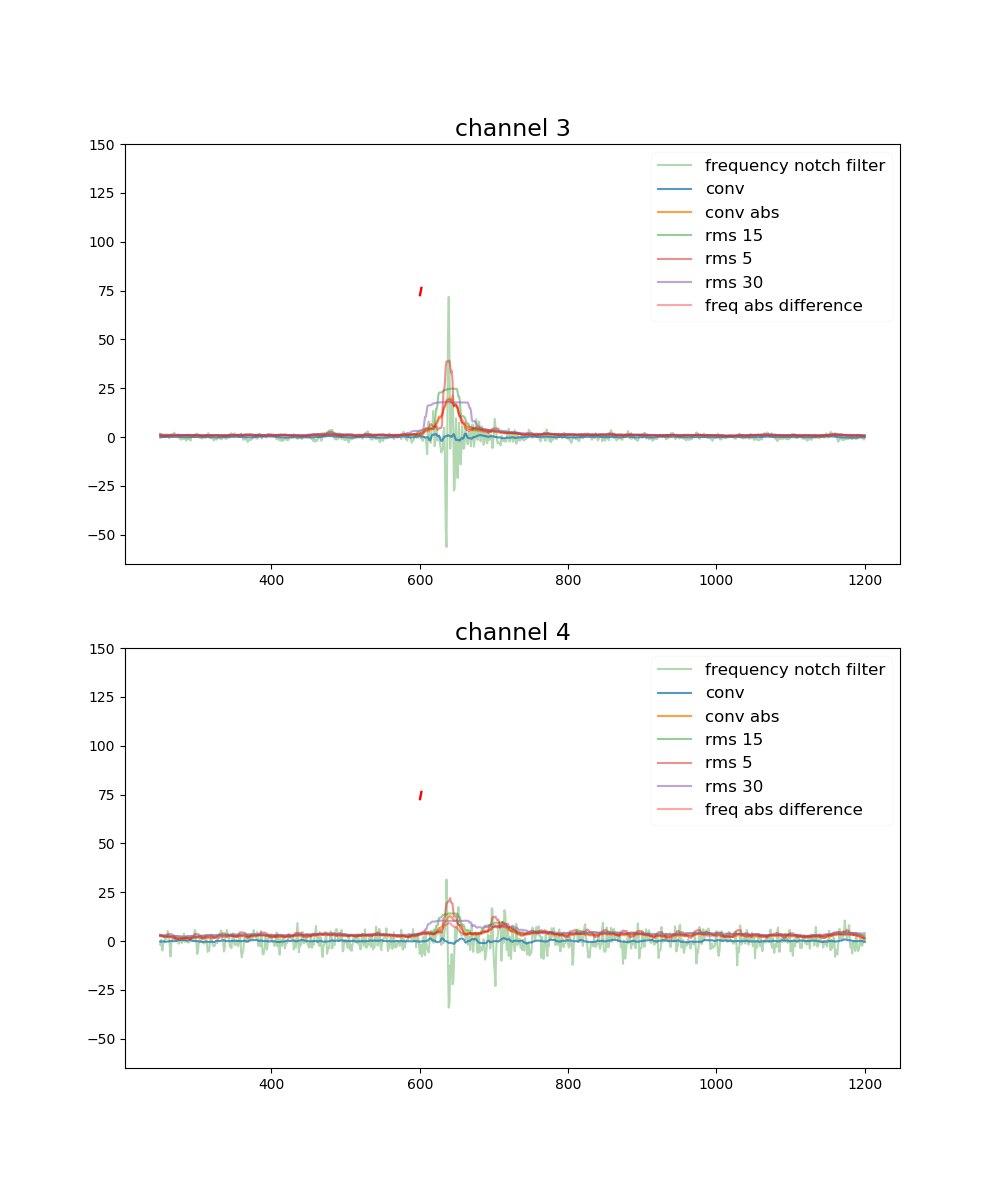 channel 3
150
125
100
75
50
25
0
−25
−50
400
600
800
1000
1200
frequency notch filter
conv
conv abs
rms 15
rms 5
rms 30
freq abs difference
channel 4
150
125
100
75
50
25
0
−25
−50
400
600
800
1000
1200
frequency notch filter
conv
conv abs
rms 15
rms 5
rms 30
freq abs difference